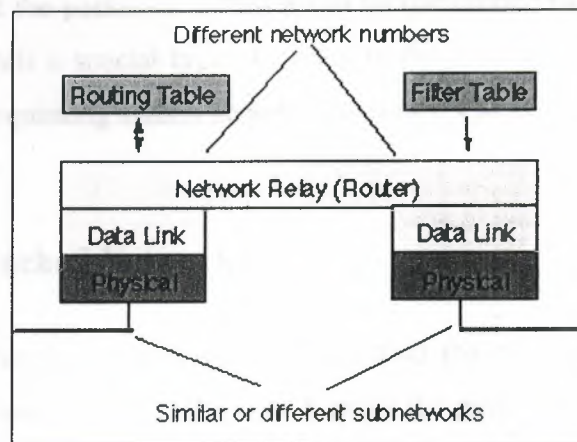 Different network numbers
Routing Table
Filter Table
Network Relay (Router)
Data Link
Data Link
Physical
Physical
Similar or different subnetworks